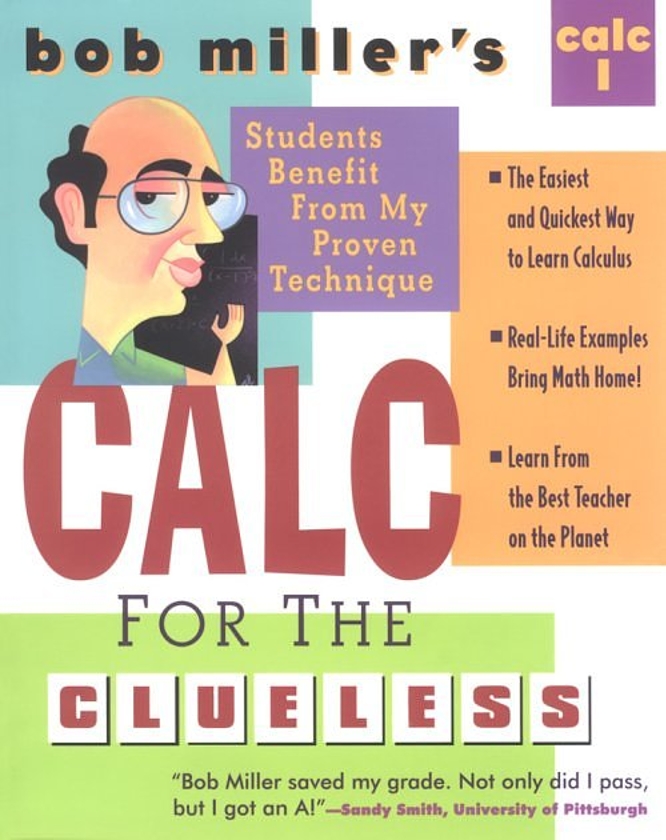 bob miller's
calc
I
Students
Benefit
From My
Proven
Technique
■ The Easiest
and Quickest Way
to Learn Calculus
■ Real-Life Examples
Bring Math Home!
■ Learn From
the Best Teacher
on the Planet
CALC
FOR THE
CLUELESS
“Bob Miller saved my grade. Not only did I pass,
but I got an A!”—Sandy Smith, University of Pittsburgh